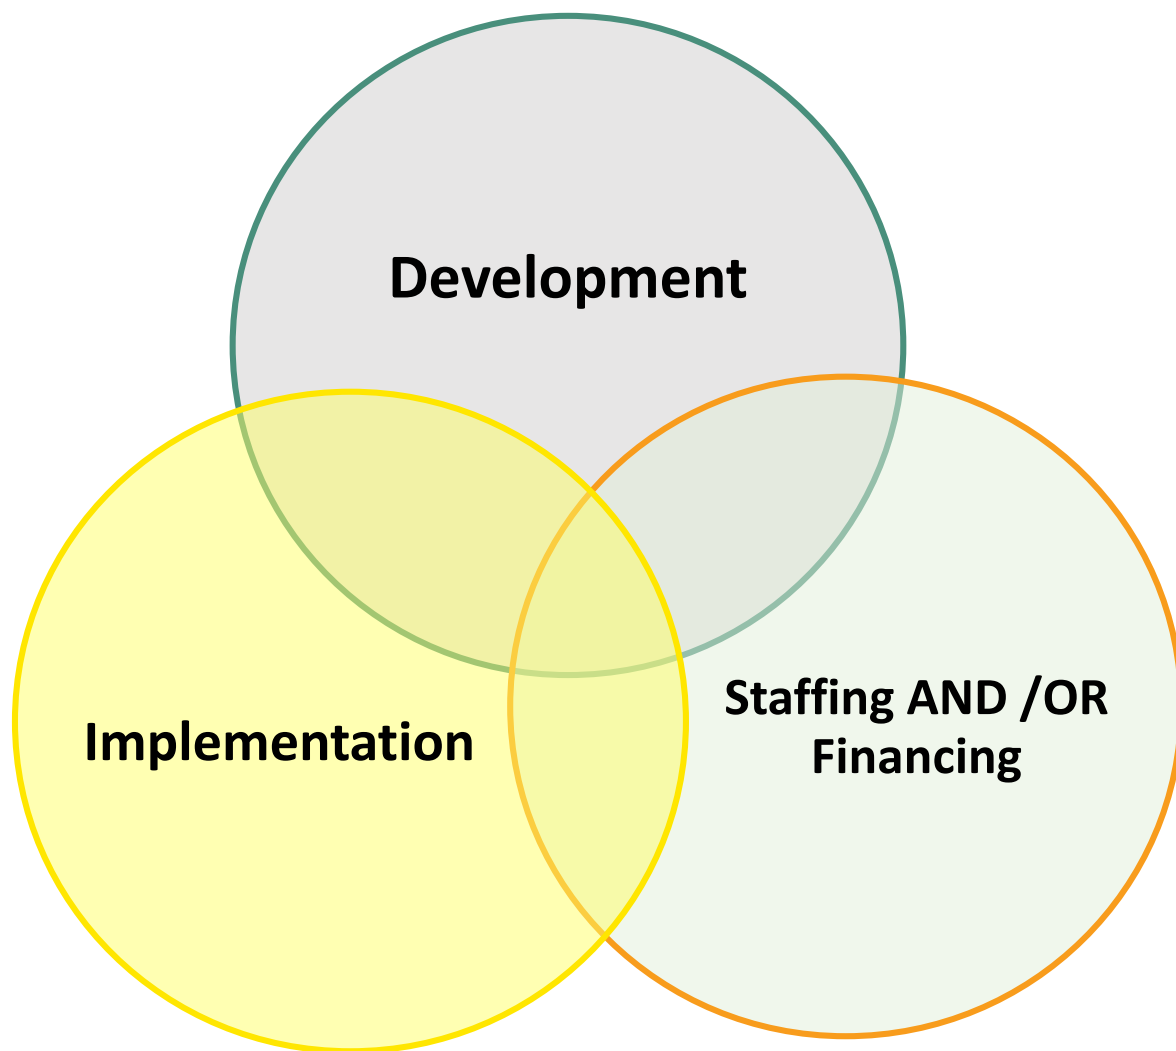 Development
Implementation
Staffing AND /OR
Financing